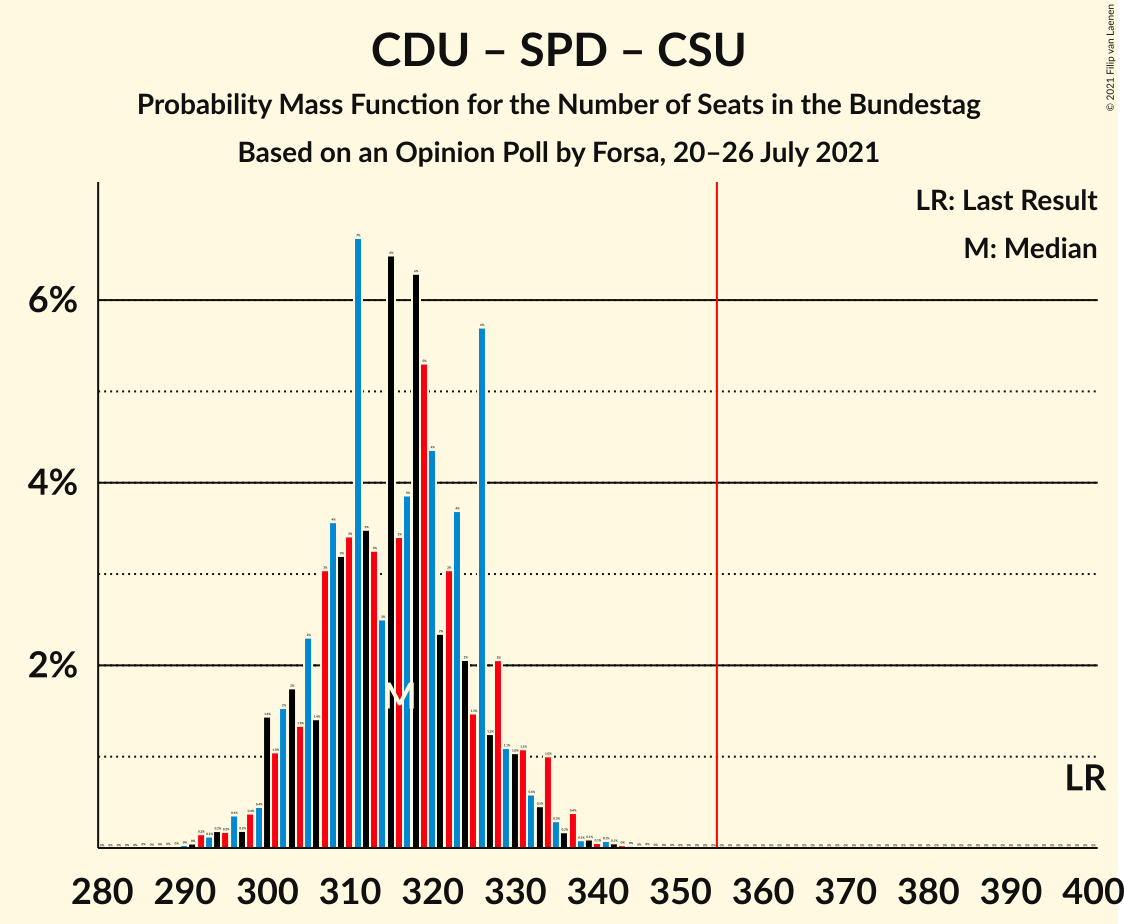 CDU – SPD – CSU
Probability Mass Function for the Number of Seats in the Bundestag
Based on an Opinion Poll by Forsa, 20–26 July 2021
© 2021 Filip van Laenen
LR: Last Result
M: Median
6%
4%
2%
M
LR
280 290 300 310 320 330 340 350 360 370 380 390 400